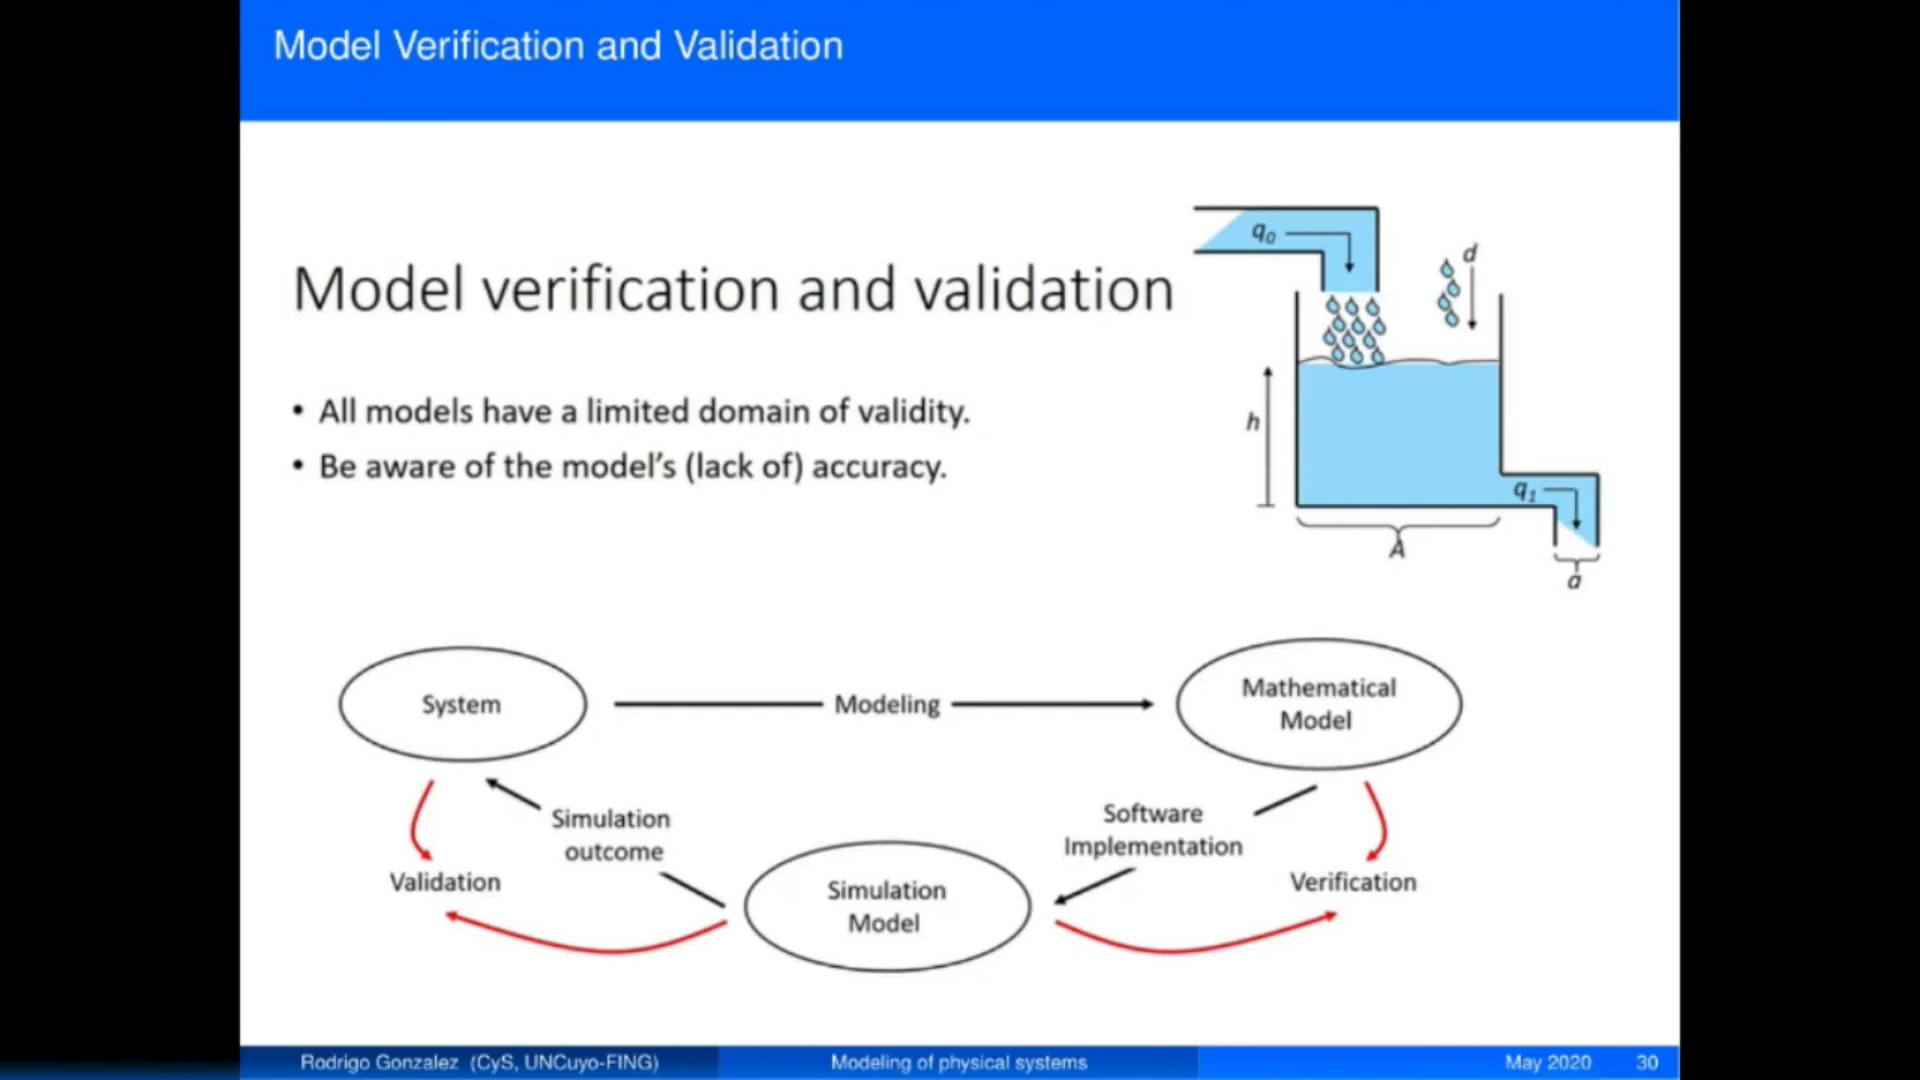 Model Verification and Validation
Model verification and validation
• All models have a limited domain of validity.
• Be aware of the model's (lack of) accuracy.
q0
d
h
q1
A
a
System
Modeling
Mathematical
Model
Simulation
outcome
Software
Implementation
Validation
Simulation
Model
Verification
Rodrigo Gonzalez (CyS, UNCuyo-FING)
Modeling of physical systems
May 2020
30